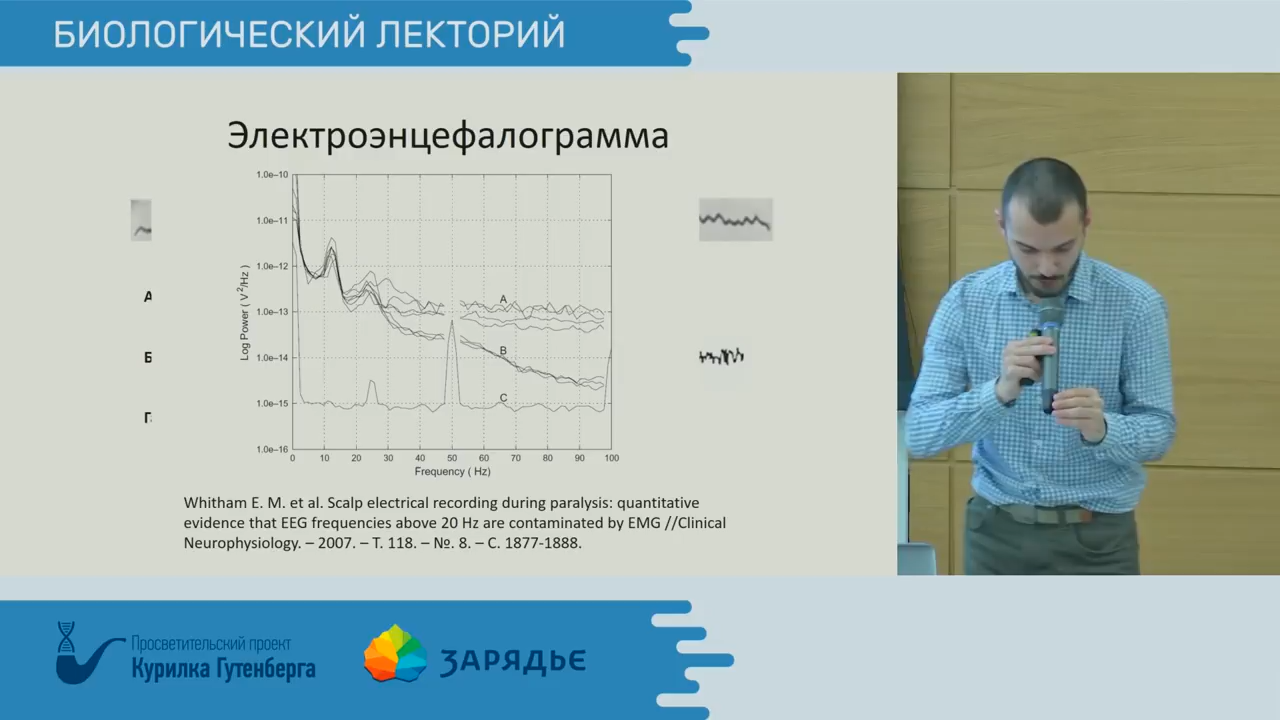 БИОЛОГИЧЕСКИЙ ЛЕКТОРИЙ
Электроэнцефалограмма
1.0e–10
1.0e–11
1.0e–12
1.0e–13
1.0e–14
1.0e–15
1.0e–16
Log Power ( V²/Hz )
A
B
C
0 10 20 30 40 50 60 70 80 90 100
Frequency ( Hz)
А
Б
Г
Whitham E. M. et al. Scalp electrical recording during paralysis: quantitative
evidence that EEG frequencies above 20 Hz are contaminated by EMG //Clinical
Neurophysiology. – 2007. – Т. 118. – №. 8. – С. 1877-1888.
Просветительский проект
Курилка Гутенберга
ЗАРЯДЬЕ